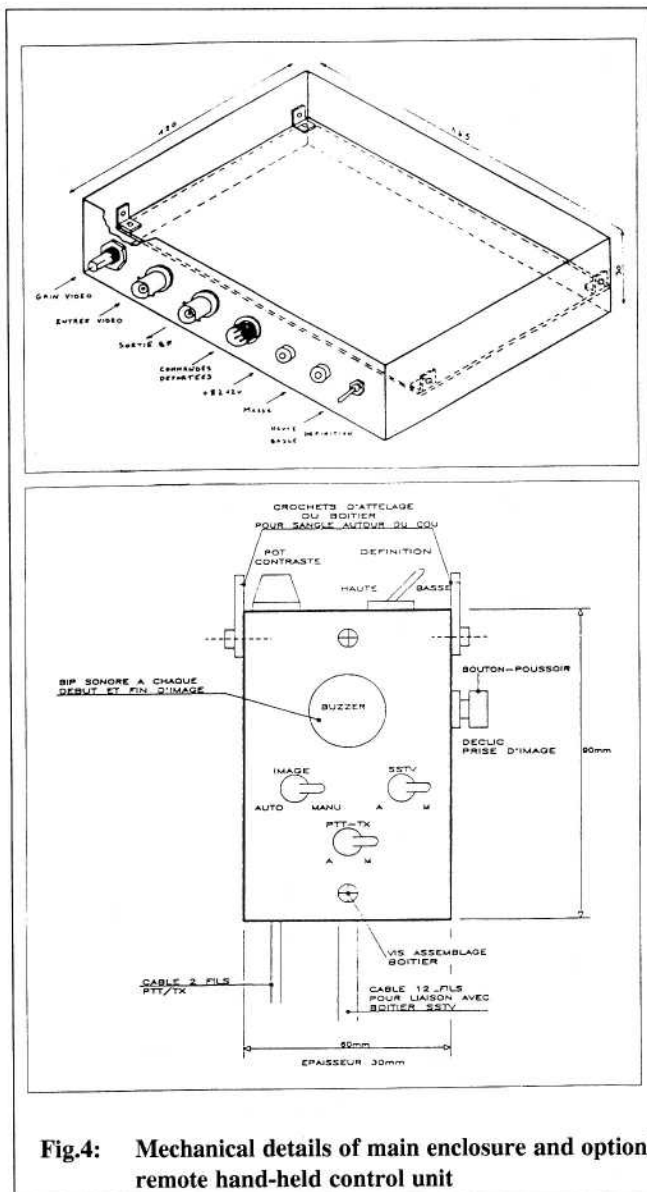 120
165
30
GAIN VIDEO
ENTREE VIDEO
SORTIE BF
COMMANDES
DEPORTEES
+8 à 12V
MASSE
HAUTE DEFINITION
BASSE
CROCHETS D'ATTELAGE
DU BOITIER
POUR SANGLE AUTOUR DU COU
POT
CONTRASTE
DEFINITION
HAUTE
BASSE
BIP SONORE A CHAQUE
DEBUT ET FIN D'IMAGE
BUZZER
BOUTON-POUSSOIR
DECLIC
PRISE D'IMAGE
90mm
IMAGE
AUTO MANU
SSTV
A M
PTT-TX
A M
VIS ASSEMBLAGE
BOITIER
CABLE 2 FILS
PTT/TX
CABLE 12 FILS
POUR LIAISON AVEC
BOITIER SSTV
60mm
EPAISSEUR 30mm
Fig.4: Mechanical details of main enclosure and option
remote hand-held control unit